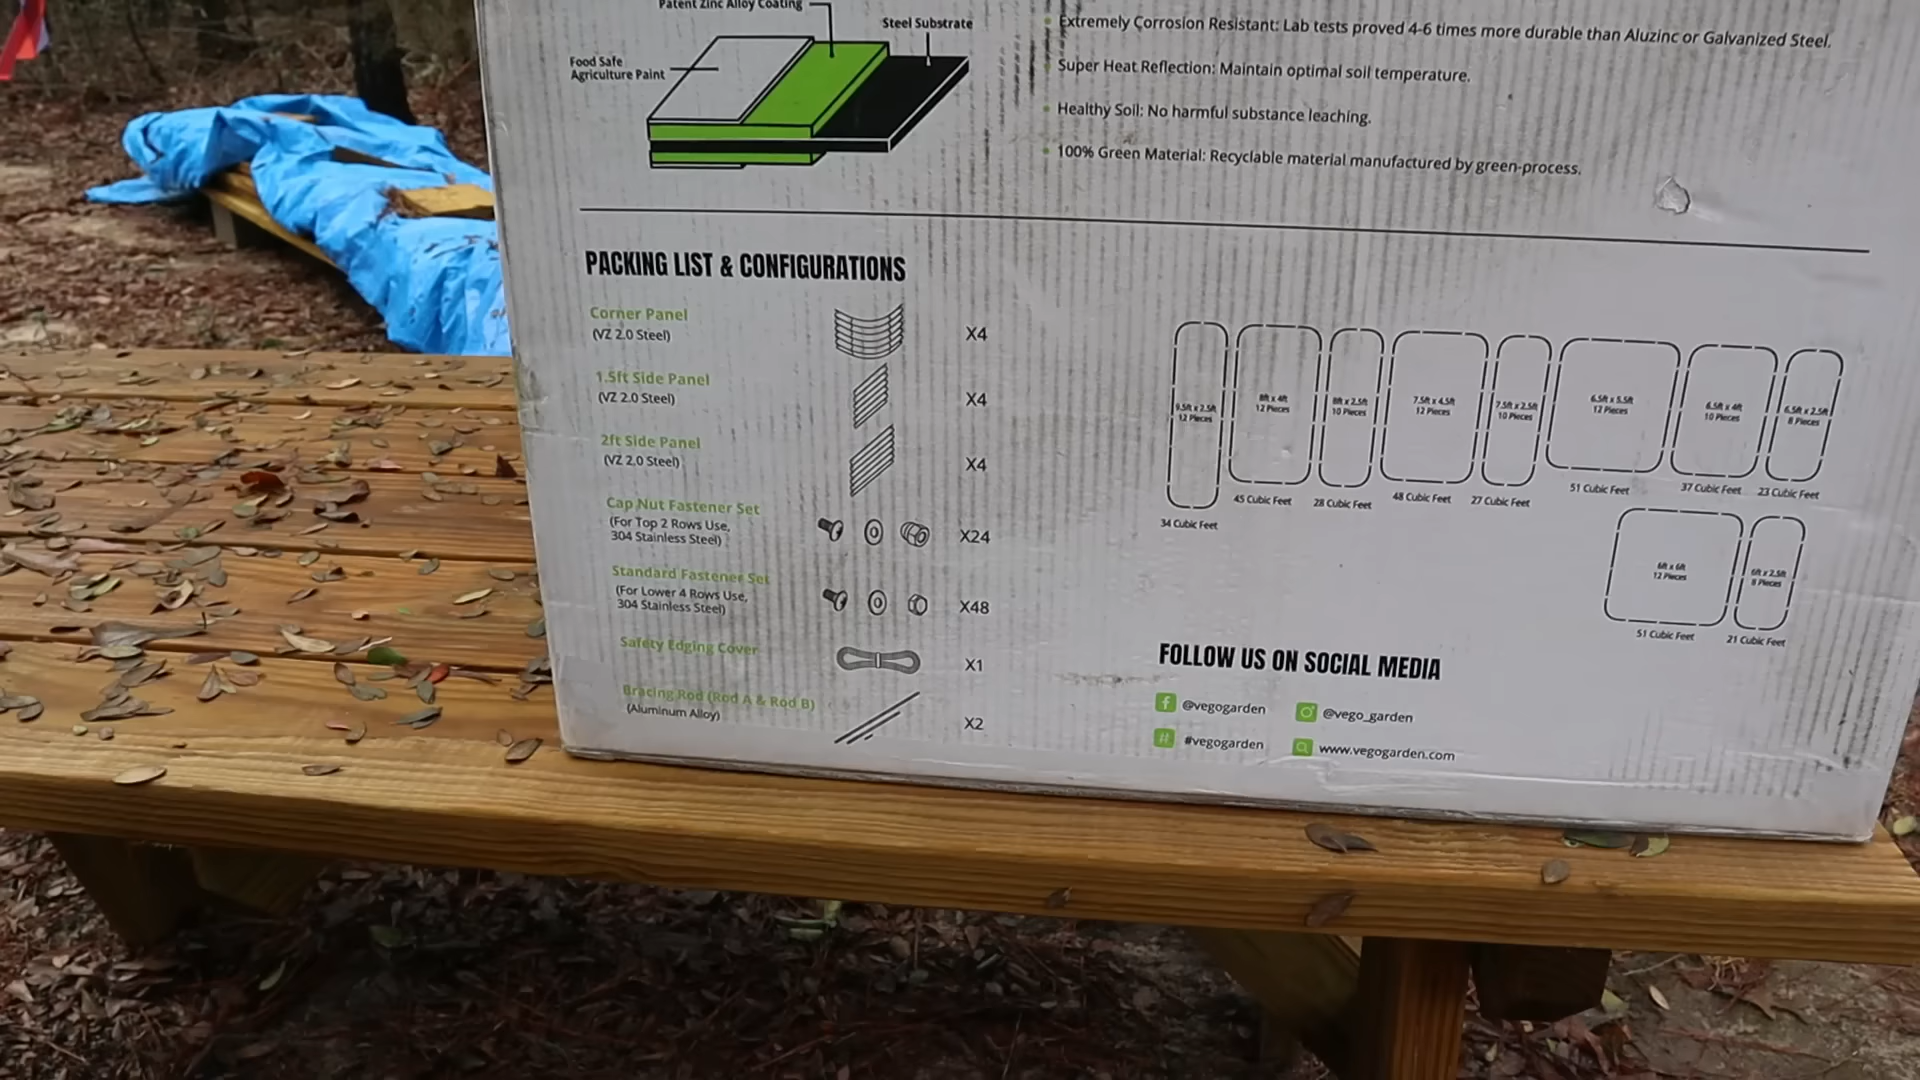 Patent Zinc Alloy Coating
Steel Substrate
Food Safe
Agriculture Paint
Extremely Corrosion Resistant: Lab tests proved 4-6 times more durable than Aluzinc or Galvanized Steel.
Super Heat Reflection: Maintain optimal soil temperature.
Healthy Soil: No harmful substance leaching.
100% Green Material: Recyclable material manufactured by green-process.
PACKING LIST & CONFIGURATIONS
Corner Panel
(VZ 2.0 Steel)
X4
1.5ft Side Panel
(VZ 2.0 Steel)
X4
2ft Side Panel
(VZ 2.0 Steel)
X4
Cap Nut Fastener Set
(For Top 2 Rows Use,
304 Stainless Steel)
X24
Standard Fastener Set
(For Lower 4 Rows Use,
304 Stainless Steel)
X48
Safety Edging Cover
X1
Bracing Rod (Rod A & Rod B)
(Aluminum Alloy)
X2
9.5ft x 2.5ft
12 Pieces
34 Cubic Feet
8ft x 4ft
12 Pieces
45 Cubic Feet
8ft x 2.5ft
10 Pieces
28 Cubic Feet
7.5ft x 4.5ft
12 Pieces
48 Cubic Feet
7.5ft x 2.5ft
10 Pieces
27 Cubic Feet
6.5ft x 5.5ft
12 Pieces
51 Cubic Feet
6.5ft x 4ft
10 Pieces
37 Cubic Feet
6.5ft x 2.5ft
8 Pieces
23 Cubic Feet
6ft x 6ft
12 Pieces
51 Cubic Feet
6ft x 2.5ft
8 Pieces
21 Cubic Feet
FOLLOW US ON SOCIAL MEDIA
@vegogarden
@vego_garden
#vegogarden
www.vegogarden.com